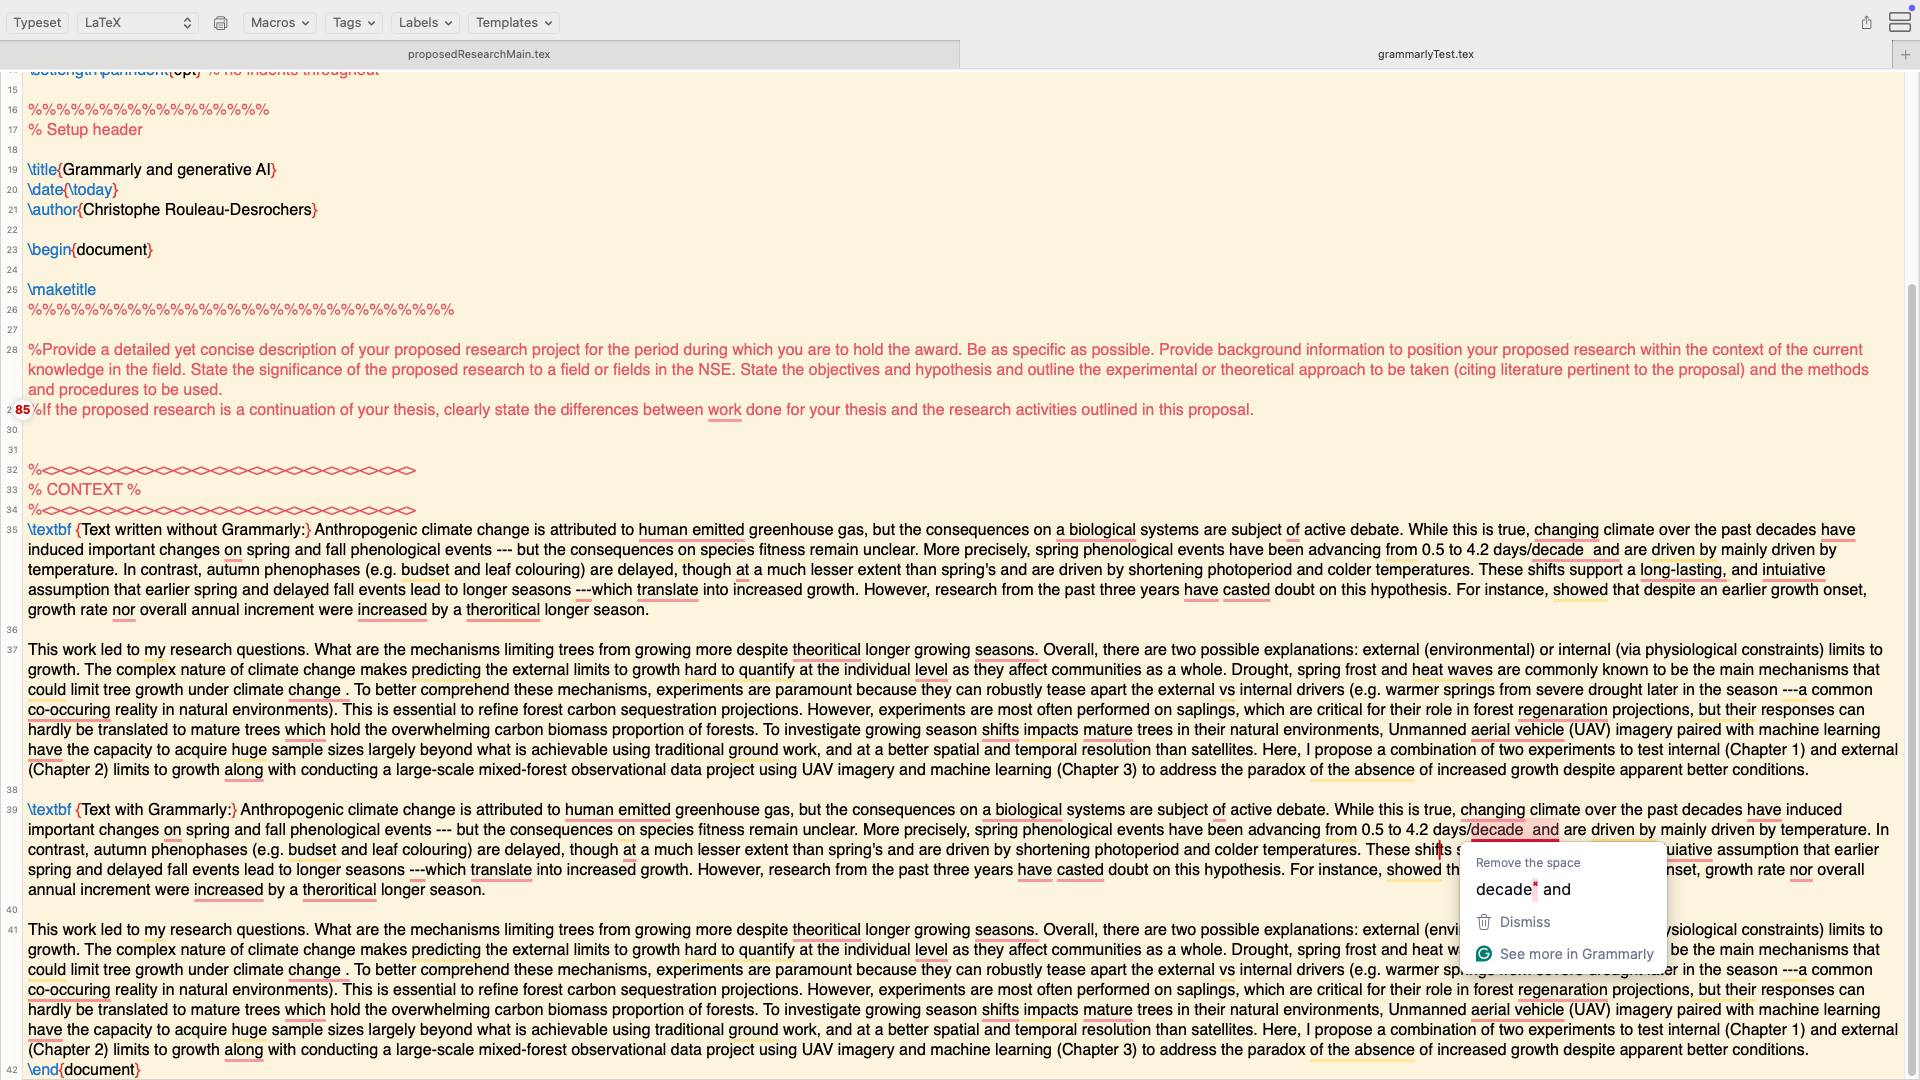 Typeset LaTeX Macros Tags Labels Templates
proposedResearchMain.tex grammarlyTest.tex +
15
16 %%%%%%%%%%%%%%%%%
17 % Setup header
18
19 \title{Grammarly and generative AI}
20 \date{\today}
21 \author{Christophe Rouleau-Desrochers}
22
23 \begin{document}
24
25 \maketitle
26 %%%%%%%%%%%%%%%%%%%%%%%%%%%%%%
27
28 %Provide a detailed yet concise description of your proposed research project for the period during which you are to hold the award. Be as specific as possible. Provide background information to position your proposed research within the context of the current
knowledge in the field. State the significance of the proposed research to a field or fields in the NSE. State the objectives and hypothesis and outline the experimental or theoretical approach to be taken (citing literature pertinent to the proposal) and the methods
and procedures to be used.
85 %If the proposed research is a continuation of your thesis, clearly state the differences between work done for your thesis and the research activities outlined in this proposal.
30
31
32 %<><><><><><><><><><><><><><><><><><><><>
33 % CONTEXT %
34 %<><><><><><><><><><><><><><><><><><><><>
35 \textbf {Text written without Grammarly:} Anthropogenic climate change is attributed to human emitted greenhouse gas, but the consequences on a biological systems are subject of active debate. While this is true, changing climate over the past decades have
induced important changes on spring and fall phenological events --- but the consequences on species fitness remain unclear. More precisely, spring phenological events have been advancing from 0.5 to 4.2 days/decade  and are driven by mainly driven by
temperature. In contrast, autumn phenophases (e.g. budset and leaf colouring) are delayed, though at a much lesser extent than spring's and are driven by shortening photoperiod and colder temperatures. These shifts support a long-lasting, and intuiative
assumption that earlier spring and delayed fall events lead to longer seasons ---which translate into increased growth. However, research from the past three years have casted doubt on this hypothesis. For instance, showed that despite an earlier growth onset,
growth rate nor overall annual increment were increased by a theroritical longer season.
36
37 This work led to my research questions. What are the mechanisms limiting trees from growing more despite theoritical longer growing seasons. Overall, there are two possible explanations: external (environmental) or internal (via physiological constraints) limits to
growth. The complex nature of climate change makes predicting the external limits to growth hard to quantify at the individual level as they affect communities as a whole. Drought, spring frost and heat waves are commonly known to be the main mechanisms that
could limit tree growth under climate change . To better comprehend these mechanisms, experiments are paramount because they can robustly tease apart the external vs internal drivers (e.g. warmer springs from severe drought later in the season ---a common
co-occuring reality in natural environments). This is essential to refine forest carbon sequestration projections. However, experiments are most often performed on saplings, which are critical for their role in forest regenaration projections, but their responses can
hardly be translated to mature trees which hold the overwhelming carbon biomass proportion of forests. To investigate growing season shifts impacts mature trees in their natural environments, Unmanned aerial vehicle (UAV) imagery paired with machine learning
have the capacity to acquire huge sample sizes largely beyond what is achievable using traditional ground work, and at a better spatial and temporal resolution than satellites. Here, I propose a combination of two experiments to test internal (Chapter 1) and external
(Chapter 2) limits to growth along with conducting a large-scale mixed-forest observational data project using UAV imagery and machine learning (Chapter 3) to address the paradox of the absence of increased growth despite apparent better conditions.
38
39 \textbf {Text with Grammarly:} Anthropogenic climate change is attributed to human emitted greenhouse gas, but the consequences on a biological systems are subject of active debate. While this is true, changing climate over the past decades have induced
important changes on spring and fall phenological events --- but the consequences on species fitness remain unclear. More precisely, spring phenological events have been advancing from 0.5 to 4.2 days/decade  and are driven by mainly driven by temperature. In
contrast, autumn phenophases (e.g. budset and leaf colouring) are delayed, though at a much lesser extent than spring's and are driven by shortening photoperiod and colder temperatures. These shifts uiative assumption that earlier
spring and delayed fall events lead to longer seasons ---which translate into increased growth. However, research from the past three years have casted doubt on this hypothesis. For instance, showed nset, growth rate nor overall
annual increment were increased by a theroritical longer season.
Remove the space
decade and
Dismiss
See more in Grammarly
40
41 This work led to my research questions. What are the mechanisms limiting trees from growing more despite theoritical longer growing seasons. Overall, there are two possible explanations: external ysiological constraints) limits to
growth. The complex nature of climate change makes predicting the external limits to growth hard to quantify at the individual level as they affect communities as a whole. Drought, spring frost and heat be the main mechanisms that
could limit tree growth under climate change . To better comprehend these mechanisms, experiments are paramount because they can robustly tease apart the external vs internal drivers (e.g. warmer in the season ---a common
co-occuring reality in natural environments). This is essential to refine forest carbon sequestration projections. However, experiments are most often performed on saplings, which are critical for their role in forest regenaration projections, but their responses can
hardly be translated to mature trees which hold the overwhelming carbon biomass proportion of forests. To investigate growing season shifts impacts mature trees in their natural environments, Unmanned aerial vehicle (UAV) imagery paired with machine learning
have the capacity to acquire huge sample sizes largely beyond what is achievable using traditional ground work, and at a better spatial and temporal resolution than satellites. Here, I propose a combination of two experiments to test internal (Chapter 1) and external
(Chapter 2) limits to growth along with conducting a large-scale mixed-forest observational data project using UAV imagery and machine learning (Chapter 3) to address the paradox of the absence of increased growth despite apparent better conditions.
42 \end{document}